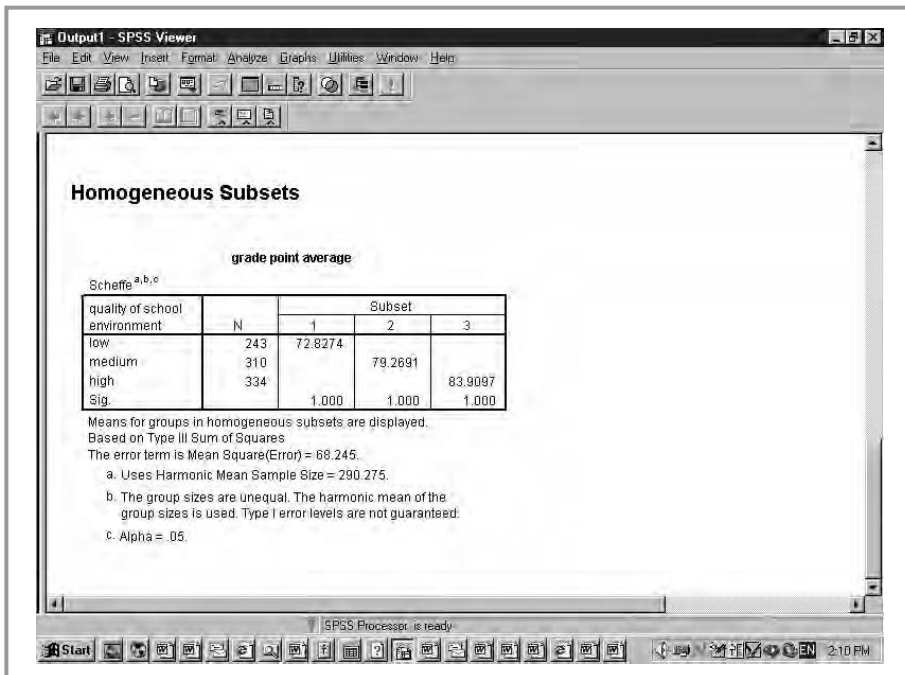 Output1 - SPSS Viewer
File Edit View Insert Format Analyze Graphs Utilities Window Help
Homogeneous Subsets
grade point average
Scheffe a,b,c
quality of school environment N Subset
1 2 3
low 243 72.8274
medium 310 79.2691
high 334 83.9097
Sig. 1.000 1.000 1.000
Means for groups in homogeneous subsets are displayed.
Based on Type III Sum of Squares
The error term is Mean Square(Error) = 68.245.
a. Uses Harmonic Mean Sample Size = 290.275.
b. The group sizes are unequal. The harmonic mean of the
group sizes is used. Type I error levels are not guaranteed.
c. Alpha = .05.
SPSS Processor is ready
Start EN 2:10 PM